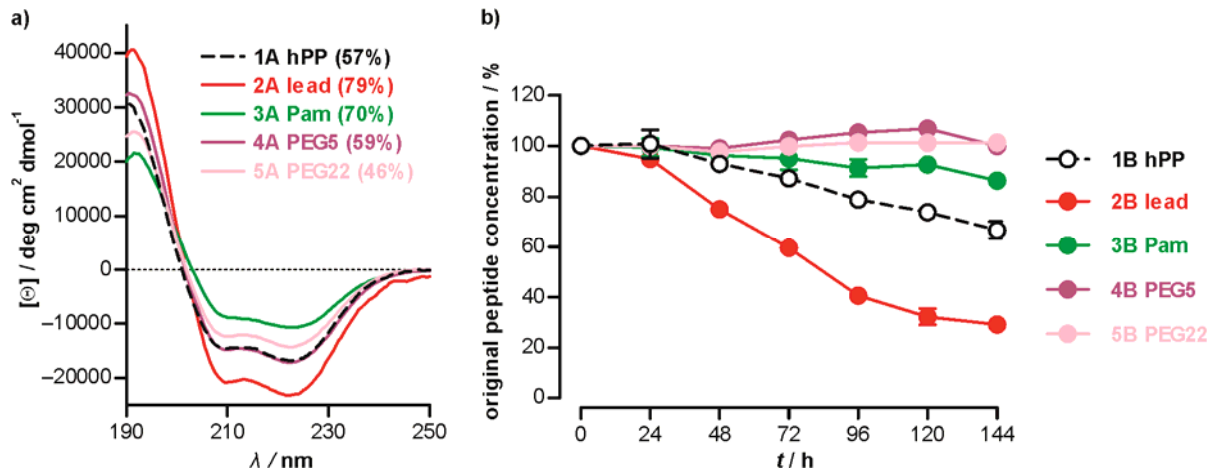 a)
40000
30000
20000
10000
0
−10000
−20000
[Θ] / deg cm² dmol⁻¹
190
210
230
250
λ / nm
1A hPP (57%)
2A lead (79%)
3A Pam (70%)
4A PEG5 (59%)
5A PEG22 (46%)
b)
120
100
80
60
40
20
0
original peptide concentration / %
0
24
48
72
96
120
144
t / h
1B hPP
2B lead
3B Pam
4B PEG5
5B PEG22